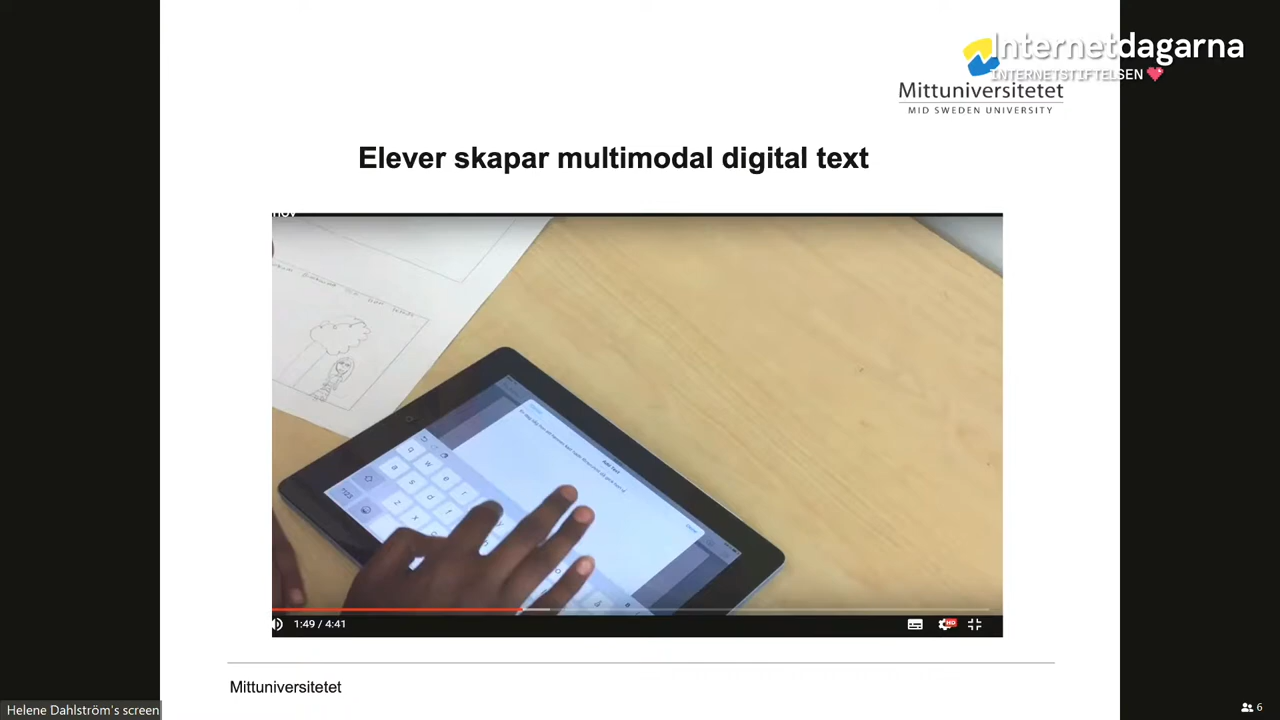 Internetdagarna
INTERNETSTIFTELSEN
Mittuniversitetet
MID SWEDEN UNIVERSITY
Elever skapar multimodal digital text
1:49 / 4:41
HD
Mittuniversitetet
Helene Dahlström's screen
6